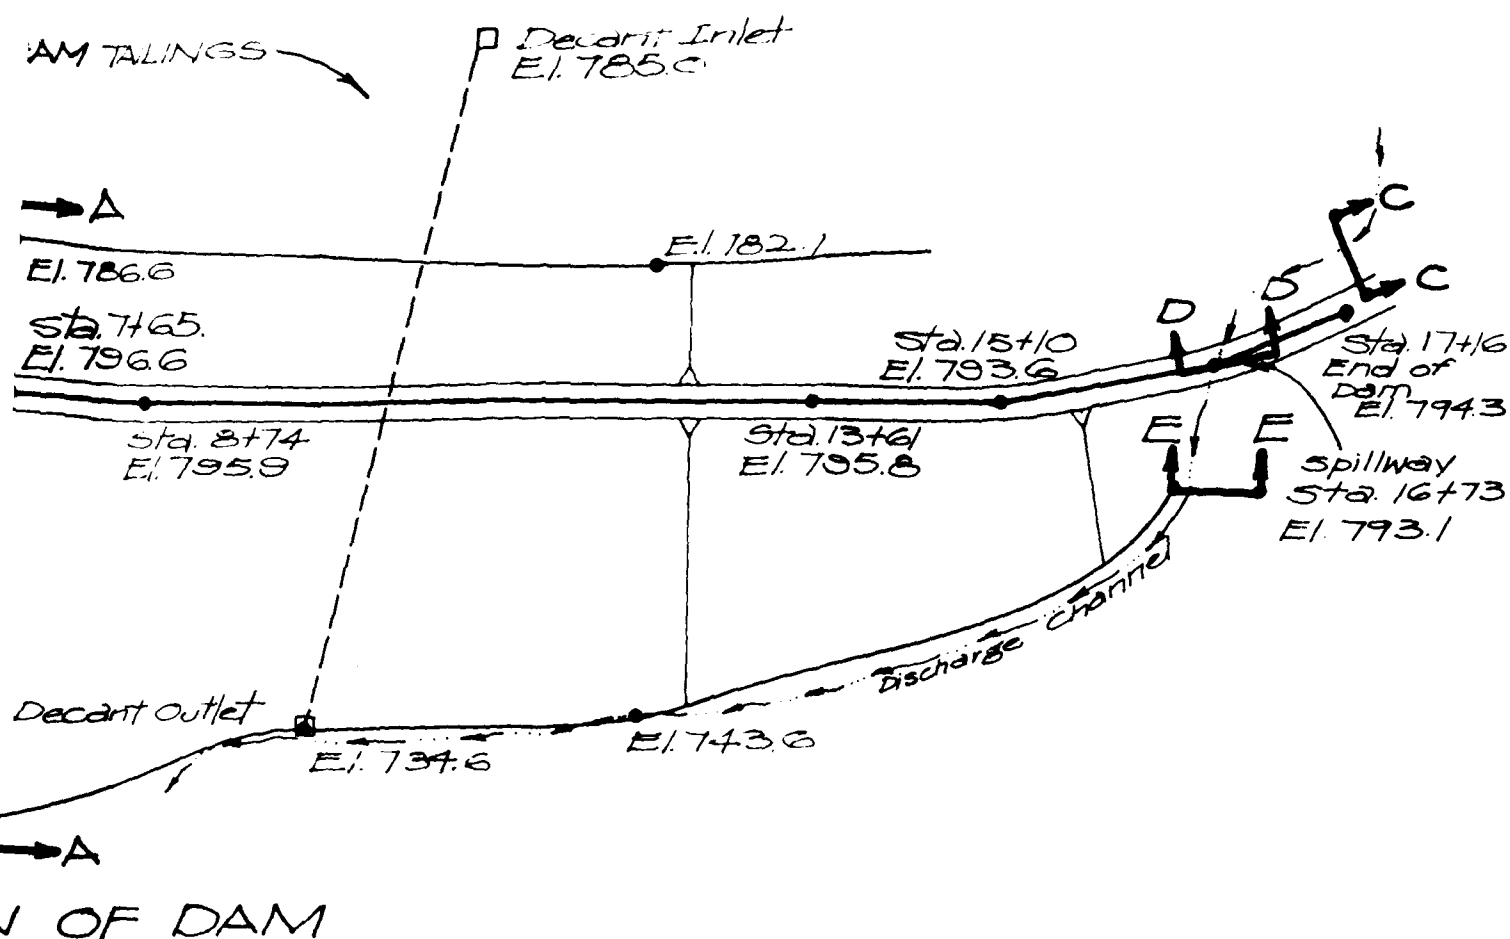 AM TALINGS
Decant Inlet
El. 785.0
A
El. 782.1
El. 786.6
Sta. 7+65.
El. 796.6
C
C
D
D
Sta. 15+10
El. 793.6
Sta. 17+16
End of
Dam
El. 794.3
Sta. 8+74
El. 795.9
Sta. 13+61
El. 795.8
E
E
Spillway
Sta. 16+73
El. 793.1
Discharge Channel
Decant Outlet
El. 734.6
El. 743.6
A
N OF DAM